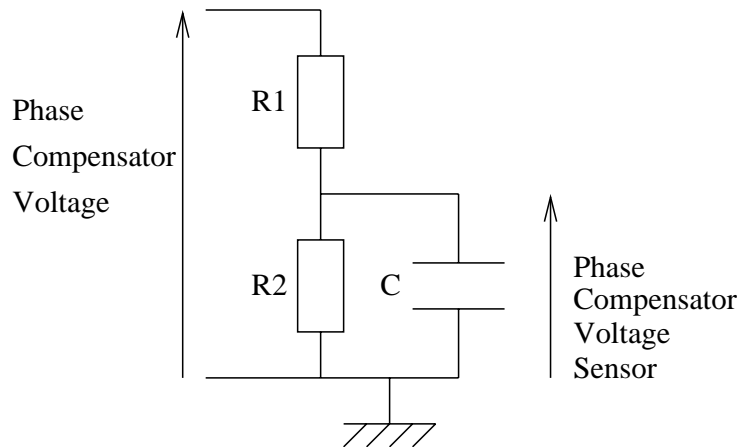 R1
Phase
Compensator
Voltage
R2
C
Phase
Compensator
Voltage
Sensor